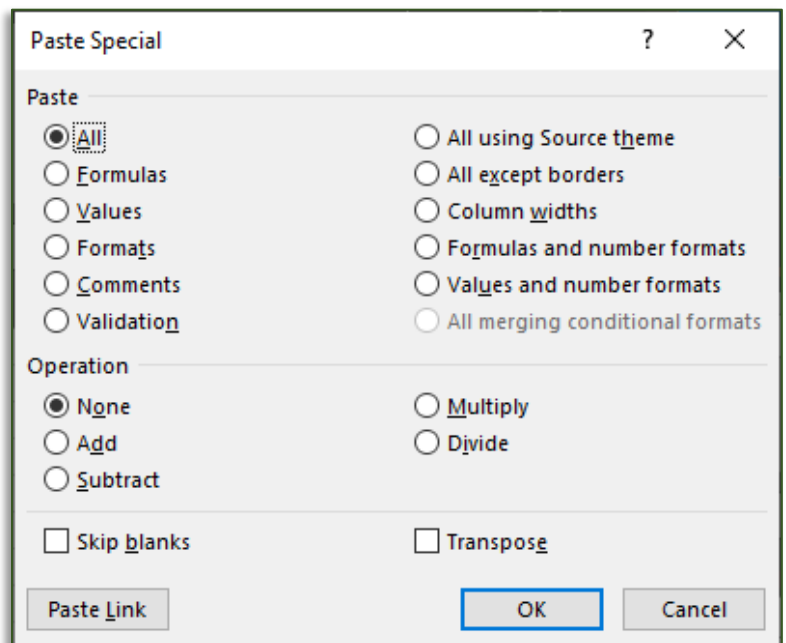 Paste Special ?
Paste
All All using Source theme
Formulas All except borders
Values Column widths
Formats Formulas and number formats
Comments Values and number formats
Validation All merging conditional formats
Operation
None Multiply
Add Divide
Subtract
Skip blanks Transpose
Paste Link OK Cancel